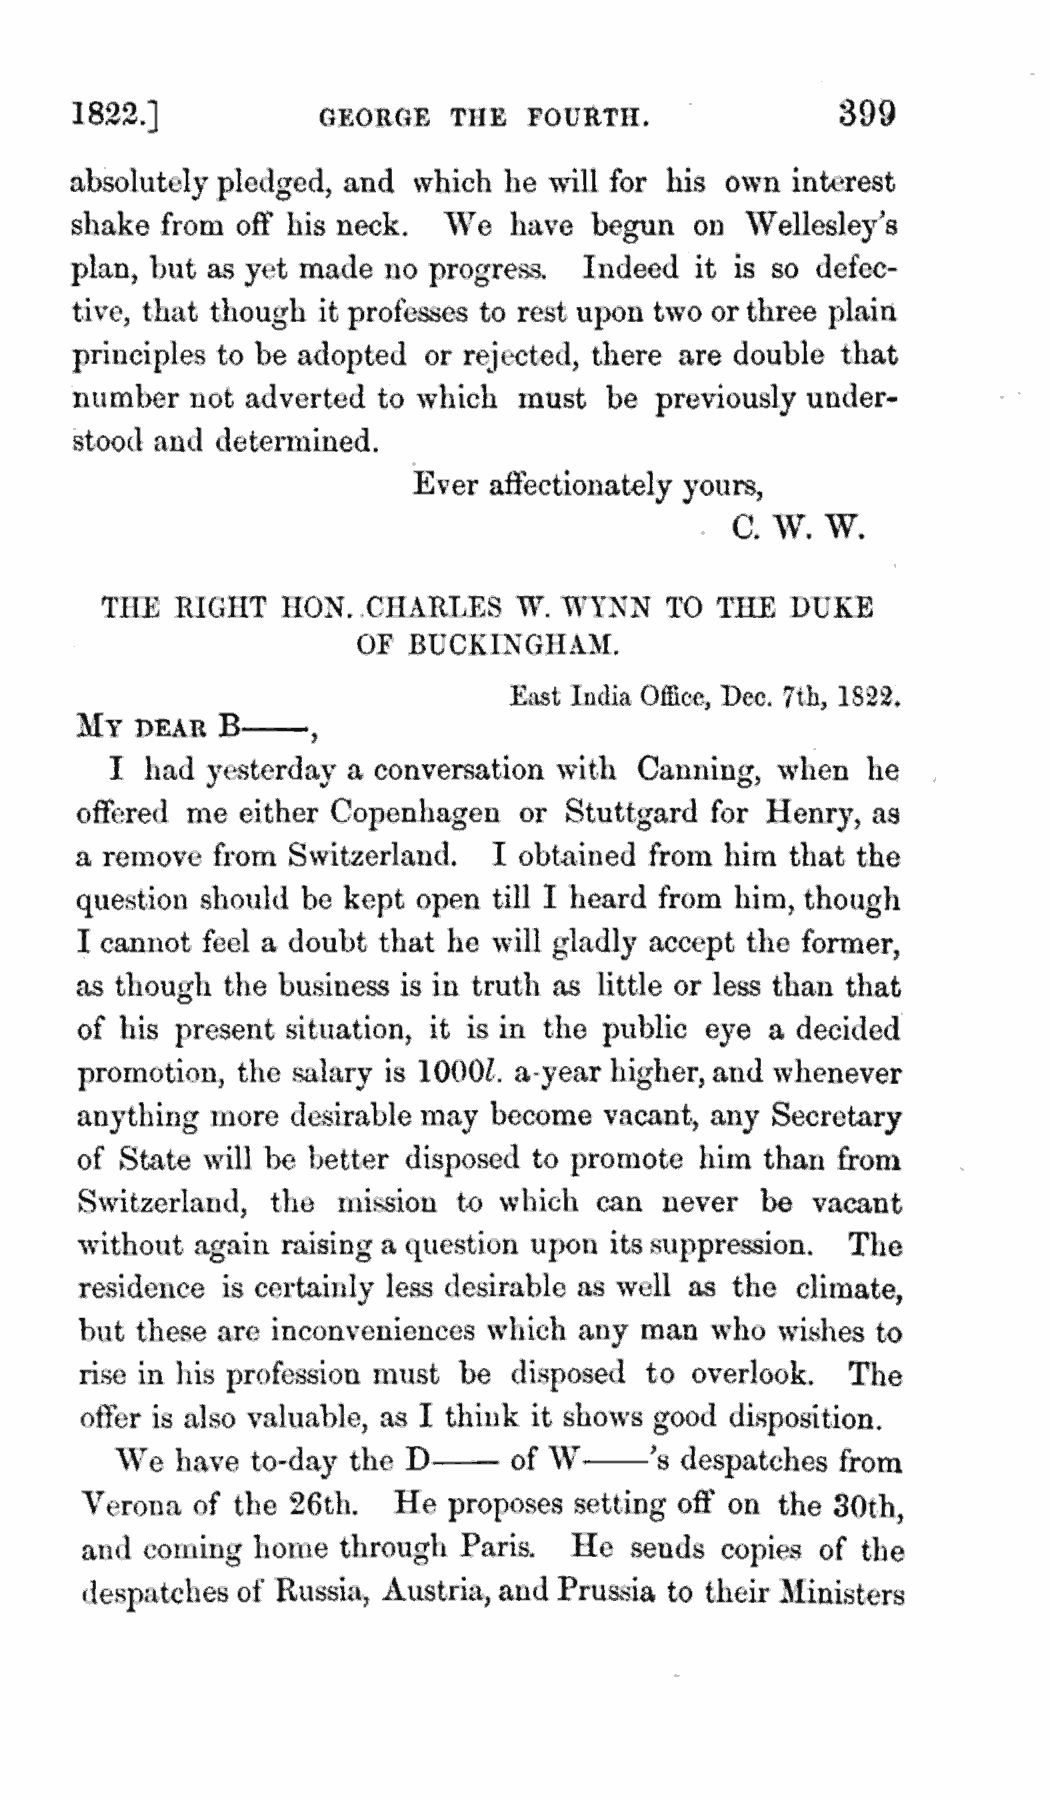 1822.] GEORGE THE FOURTH. 399
absolutely pledged, and which he will for his own interest
shake from off his neck. We have begun on Wellesley's
plan, but as yet made no progress. Indeed it is so defec-
tive, that though it professes to rest upon two or three plain
principles to be adopted or rejected, there are double that
number not adverted to which must be previously under-
stood and determined.
Ever affectionately yours,
C. W. W.
THE RIGHT HON. CHARLES W. WYNN TO THE DUKE
OF BUCKINGHAM.
East India Office, Dec. 7th, 1822.
MY DEAR B——,
I had yesterday a conversation with Canning, when he
offered me either Copenhagen or Stuttgard for Henry, as
a remove from Switzerland. I obtained from him that the
question should be kept open till I heard from him, though
I cannot feel a doubt that he will gladly accept the former,
as though the business is in truth as little or less than that
of his present situation, it is in the public eye a decided
promotion, the salary is 1000l. a-year higher, and whenever
anything more desirable may become vacant, any Secretary
of State will be better disposed to promote him than from
Switzerland, the mission to which can never be vacant
without again raising a question upon its suppression. The
residence is certainly less desirable as well as the climate,
but these are inconveniences which any man who wishes to
rise in his profession must be disposed to overlook. The
offer is also valuable, as I think it shows good disposition.
We have to-day the D—— of W——'s despatches from
Verona of the 26th. He proposes setting off on the 30th,
and coming home through Paris. He sends copies of the
despatches of Russia, Austria, and Prussia to their Ministers